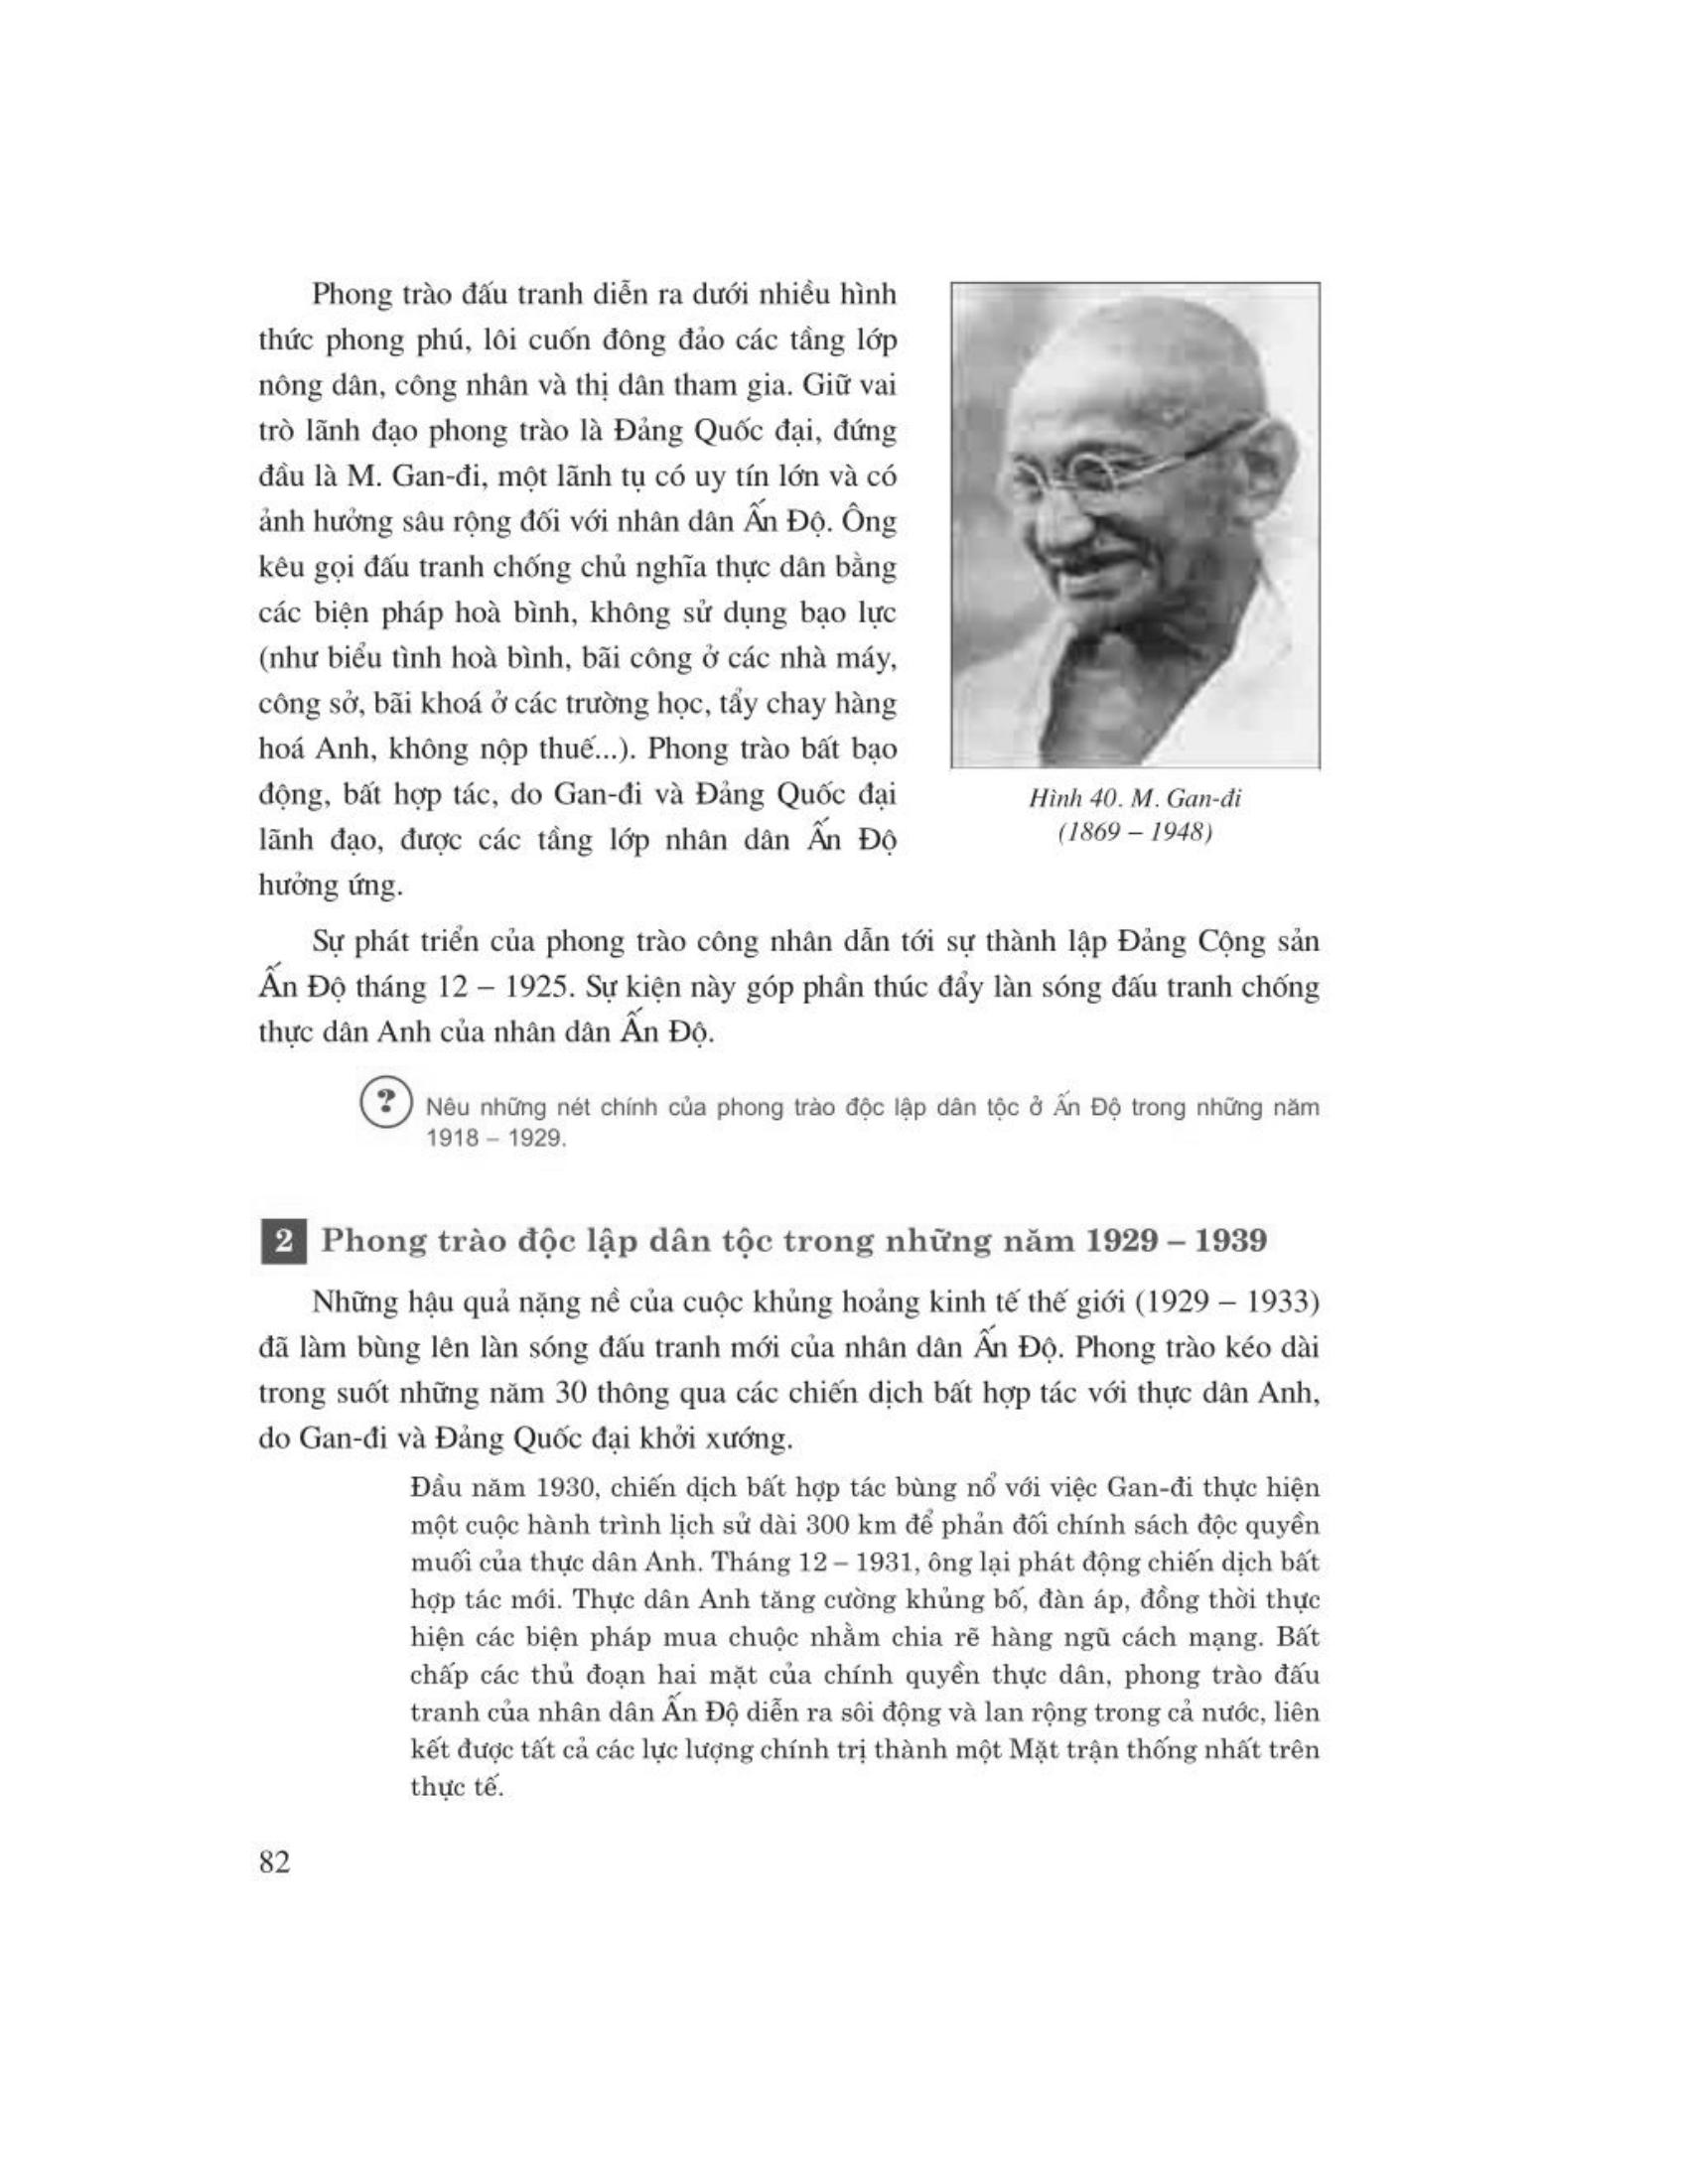 Phong trào đấu tranh diễn ra dưới nhiều hình
thức phong phú, lôi cuốn đông đảo các tầng lớp
nông dân, công nhân và thị dân tham gia. Giữ vai
trò lãnh đạo phong trào là Đảng Quốc đại, đứng
đầu là M. Gan-đi, một lãnh tụ có uy tín lớn và có
ảnh hưởng sâu rộng đối với nhân dân Ấn Độ. Ông
kêu gọi đấu tranh chống chủ nghĩa thực dân bằng
các biện pháp hoà bình, không sử dụng bạo lực
(như biểu tình hoà bình, bãi công ở các nhà máy,
công sở, bãi khoá ở các trường học, tẩy chay hàng
hoá Anh, không nộp thuế...). Phong trào bất bạo
động, bất hợp tác, do Gan-đi và Đảng Quốc đại
lãnh đạo, được các tầng lớp nhân dân Ấn Độ
hưởng ứng.
Hình 40. M. Gan-đi
(1869 – 1948)
Sự phát triển của phong trào công nhân dẫn tới sự thành lập Đảng Cộng sản
Ấn Độ tháng 12 – 1925. Sự kiện này góp phần thúc đẩy làn sóng đấu tranh chống
thực dân Anh của nhân dân Ấn Độ.
? Nêu những nét chính của phong trào độc lập dân tộc ở Ấn Độ trong những năm
1918 – 1929.
2 Phong trào độc lập dân tộc trong những năm 1929 – 1939
Những hậu quả nặng nề của cuộc khủng hoảng kinh tế thế giới (1929 – 1933)
đã làm bùng lên làn sóng đấu tranh mới của nhân dân Ấn Độ. Phong trào kéo dài
trong suốt những năm 30 thông qua các chiến dịch bất hợp tác với thực dân Anh,
do Gan-đi và Đảng Quốc đại khởi xướng.
Đầu năm 1930, chiến dịch bất hợp tác bùng nổ với việc Gan-đi thực hiện
một cuộc hành trình lịch sử dài 300 km để phản đối chính sách độc quyền
muối của thực dân Anh. Tháng 12 – 1931, ông lại phát động chiến dịch bất
hợp tác mới. Thực dân Anh tăng cường khủng bố, đàn áp, đồng thời thực
hiện các biện pháp mua chuộc nhằm chia rẽ hàng ngũ cách mạng. Bất
chấp các thủ đoạn hai mặt của chính quyền thực dân, phong trào đấu
tranh của nhân dân Ấn Độ diễn ra sôi động và lan rộng trong cả nước, liên
kết được tất cả các lực lượng chính trị thành một Mặt trận thống nhất trên
thực tế.
82